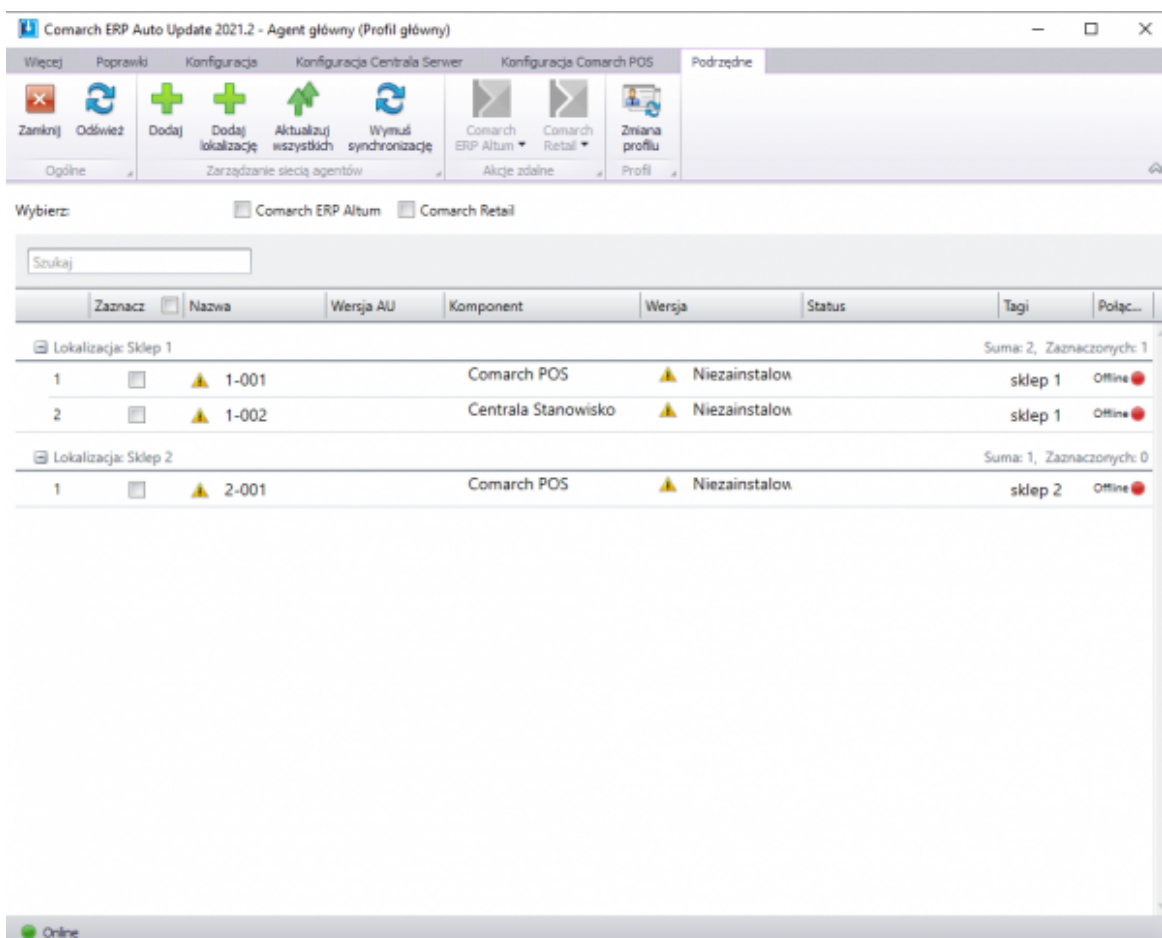 Comarch ERP Auto Update 2021.2 - Agent główny (Profil główny)
Więcej Poprawki Konfiguracja Konfiguracja Centrala Serwer Konfiguracja Comarch POS Podrzędne
Zamknij Odśwież Dodaj Dodaj lokalizację Aktualizuj wszystkich Wymuś synchronizację Comarch ERP Altum Comarch Retail Zmiana profilu
Ogólne Zarządzanie siecią agentów Akcje zdalne Profil
Wybierz: Comarch ERP Altum Comarch Retail
Szukaj
Zaznacz Nazwa Wersja AU Komponent Wersja Status Tagi Połąc...
Lokalizacja: Sklep 1 Suma: 2, Zaznaczonych: 1
1 1-001 Comarch POS Niezainstalow sklep 1 Offline
2 1-002 Centrala Stanowisko Niezainstalow sklep 1 Offline
Lokalizacja: Sklep 2 Suma: 1, Zaznaczonych: 0
1 2-001 Comarch POS Niezainstalow sklep 2 Offline
Online